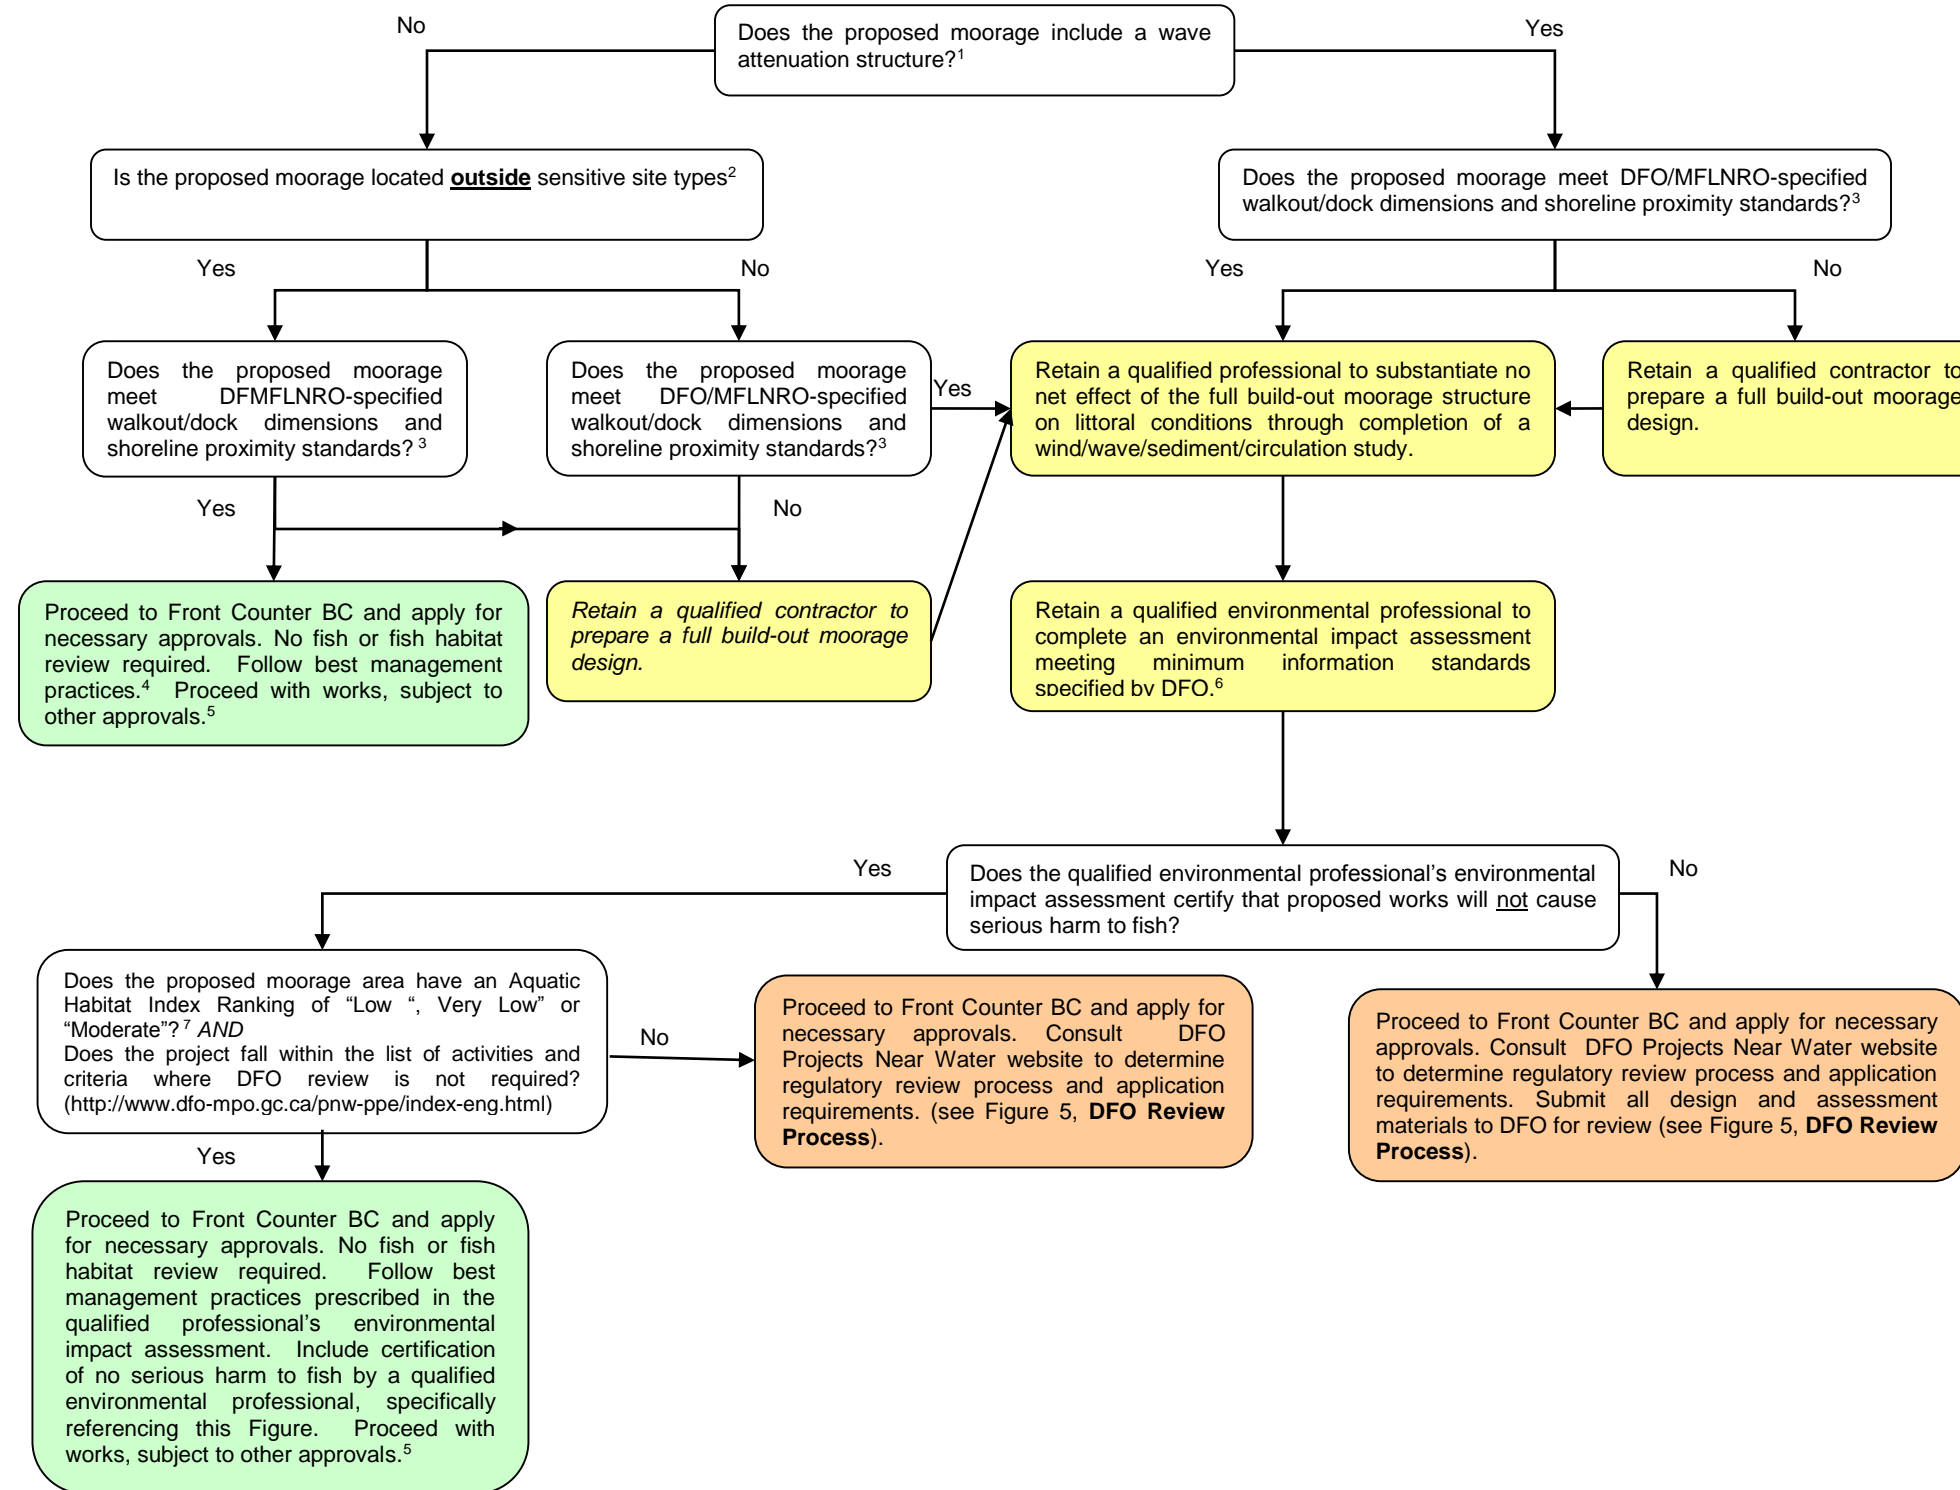 No
Does the proposed moorage include a wave
attenuation structure?1
Yes
Is the proposed moorage located outside sensitive site types2
Does the proposed moorage meet DFO/MFLNRO-specified
walkout/dock dimensions and shoreline proximity standards?3
Yes
No
Yes
No
Does the proposed moorage
meet DFMFLNRO-specified
walkout/dock dimensions and
shoreline proximity standards? 3
Does the proposed moorage
meet DFO/MFLNRO-specified
walkout/dock dimensions and
shoreline proximity standards?3
Yes
Retain a qualified professional to substantiate no
net effect of the full build-out moorage structure
on littoral conditions through completion of a
wind/wave/sediment/circulation study.
Retain a qualified contractor to
prepare a full build-out moorage
design.
Yes
No
Proceed to Front Counter BC and apply for
necessary approvals. No fish or fish habitat
review required. Follow best management
practices.4 Proceed with works, subject to
other approvals.5
Retain a qualified contractor to
prepare a full build-out moorage
design.
Retain a qualified environmental professional to
complete an environmental impact assessment
meeting minimum information standards
specified by DFO.6
Yes
Does the qualified environmental professional's environmental
impact assessment certify that proposed works will not cause
serious harm to fish?
No
Does the proposed moorage area have an Aquatic
Habitat Index Ranking of “Low “, Very Low” or
“Moderate”? 7 AND
Does the project fall within the list of activities and
criteria where DFO review is not required?
(http://www.dfo-mpo.gc.ca/pnw-ppe/index-eng.html)
No
Proceed to Front Counter BC and apply for
necessary approvals. Consult DFO
Projects Near Water website to determine
regulatory review process and application
requirements. (see Figure 5, DFO Review
Process).
Proceed to Front Counter BC and apply for necessary
approvals. Consult DFO Projects Near Water website
to determine regulatory review process and application
requirements. Submit all design and assessment
materials to DFO for review (see Figure 5, DFO Review
Process).
Yes
Proceed to Front Counter BC and apply
for necessary approvals. No fish or fish
habitat review required. Follow best
management practices prescribed in the
qualified professional's environmental
impact assessment. Include certification
of no serious harm to fish by a qualified
environmental professional, specifically
referencing this Figure. Proceed with
works, subject to other approvals.5